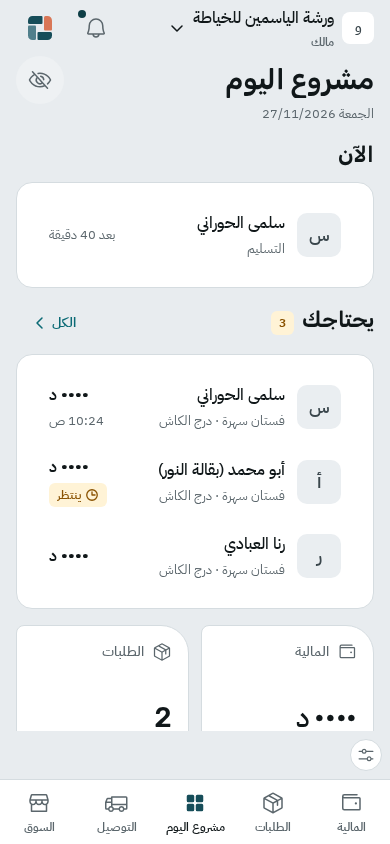 ورشة الياسمين للخياطة
مالك
و
مشروع اليوم
الجمعة 27/11/2026
الآن
س
سلمى الحوراني
التسليم
بعد 40 دقيقة
يحتاجك 3
الكل
س
سلمى الحوراني
•••• د
فستان سهرة · درج الكاش
10:24 ص
أ
أبو محمد (بقالة النور)
•••• د
فستان سهرة · درج الكاش
ينتظر
ر
رنا العبادي
•••• د
فستان سهرة · درج الكاش
المالية
•••• د
الطلبات
2
المالية
الطلبات
مشروع اليوم
التوصيل
السوق